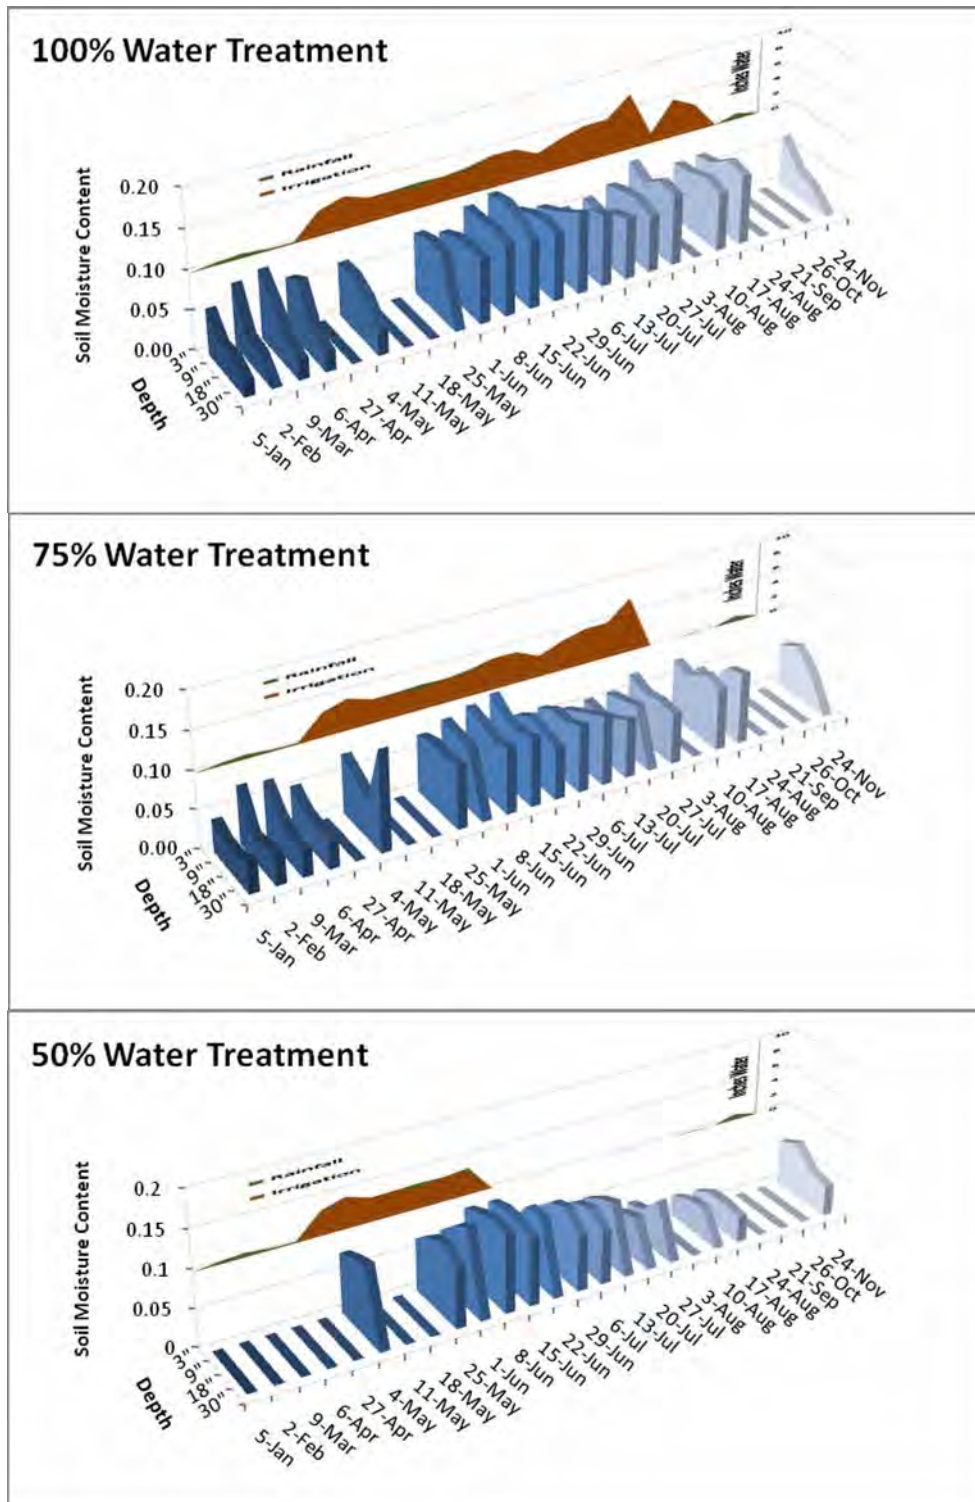 100% Water Treatment
Inches Water
Rainfall
Irrigation
Soil Moisture Content
0.20
0.15
0.10
0.05
0.00
3"
9"
18"
30"
Depth
5-Jan
2-Feb
9-Mar
6-Apr
27-Apr
4-May
11-May
18-May
25-May
1-Jun
8-Jun
15-Jun
22-Jun
29-Jun
6-Jul
13-Jul
20-Jul
27-Jul
3-Aug
10-Aug
17-Aug
24-Aug
21-Sep
26-Oct
24-Nov
75% Water Treatment
Inches Water
Rainfall
Irrigation
Soil Moisture Content
0.20
0.15
0.10
0.05
0.00
3"
9"
18"
30"
Depth
5-Jan
2-Feb
9-Mar
6-Apr
27-Apr
4-May
11-May
18-May
25-May
1-Jun
8-Jun
15-Jun
22-Jun
29-Jun
6-Jul
13-Jul
20-Jul
27-Jul
3-Aug
10-Aug
17-Aug
24-Aug
21-Sep
26-Oct
24-Nov
50% Water Treatment
Inches Water
Rainfall
Irrigation
Soil Moisture Content
0.2
0.15
0.1
0.05
0
3"
9"
18"
30"
Depth
5-Jan
2-Feb
9-Mar
6-Apr
27-Apr
4-May
11-May
18-May
25-May
1-Jun
8-Jun
15-Jun
22-Jun
29-Jun
6-Jul
13-Jul
20-Jul
27-Jul
3-Aug
10-Aug
17-Aug
24-Aug
21-Sep
26-Oct
24-Nov